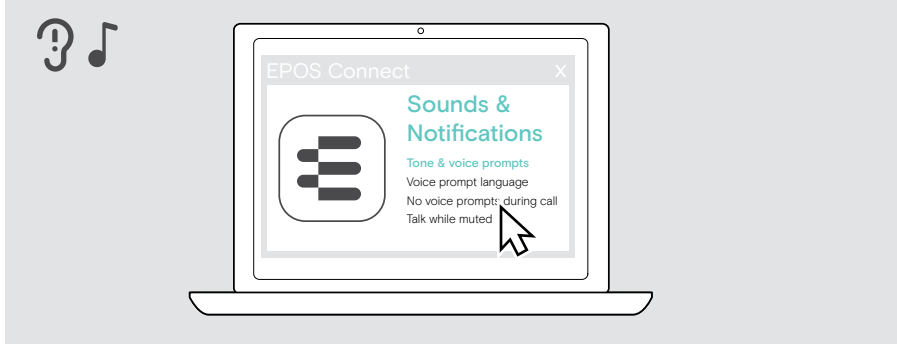 EPOS Connect X
Sounds &
Notifications
Tone & voice prompts
Voice prompt language
No voice prompts during call
Talk while muted